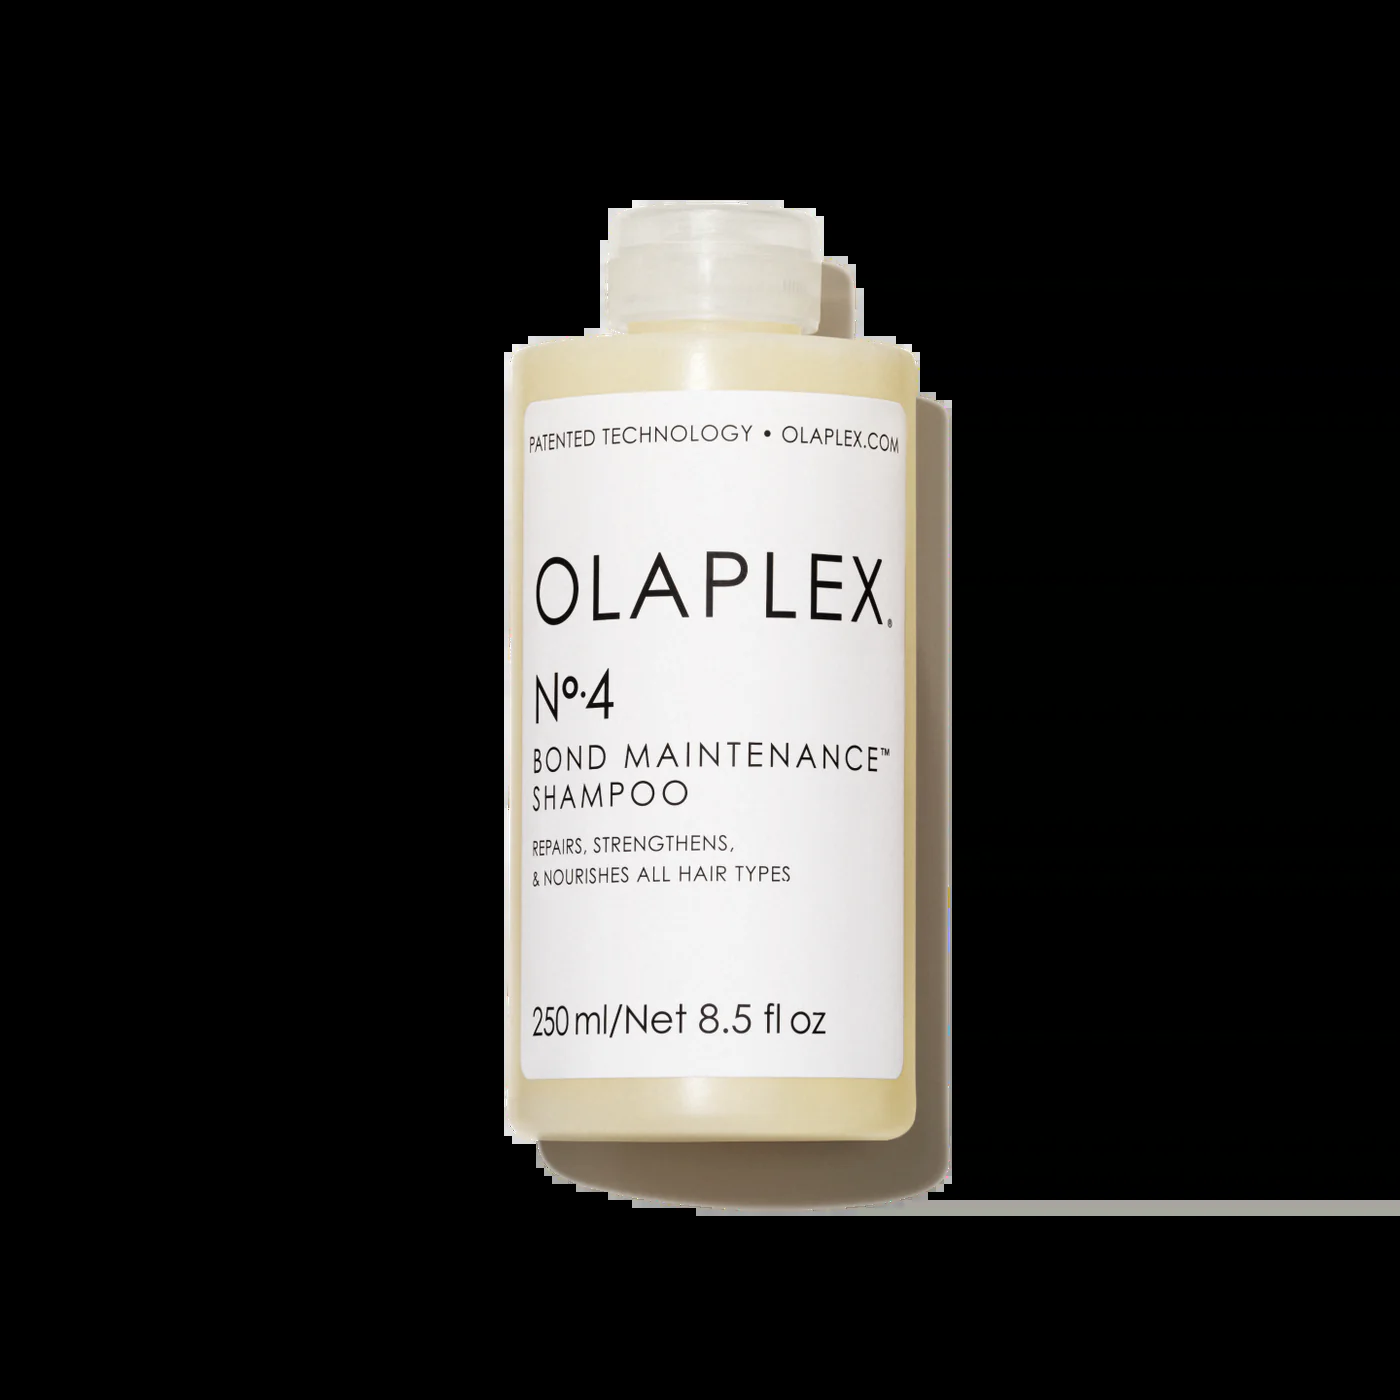 PATENTED TECHNOLOGY • OLAPLEX.COM
OLAPLEX®
Nº.4
BOND MAINTENANCE™
SHAMPOO
REPAIRS, STRENGTHENS,
& NOURISHES ALL HAIR TYPES
250 ml/Net 8.5 fl oz